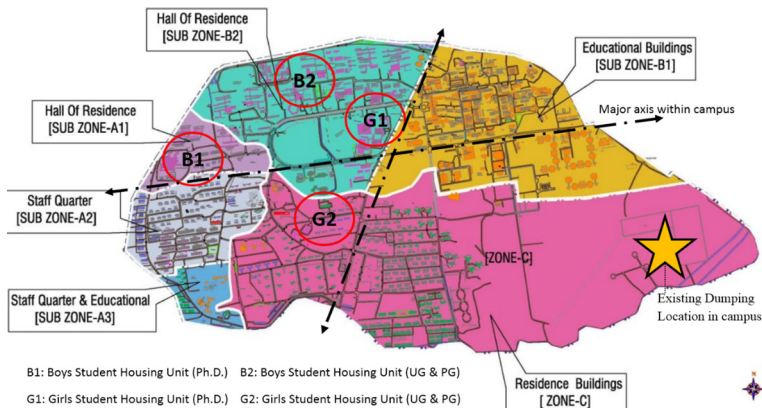 Hall Of Residence
[SUB ZONE-B2]
Educational Buildings
[SUB ZONE-B1]
B2
Hall Of Residence
[SUB ZONE-A1]
G1
Major axis within campus
B1
Staff Quarter
[SUB ZONE-A2]
G2
[ZONE-C]
Staff Quarter & Educational
[SUB ZONE-A3]
Existing Dumping
Location in campus
B1: Boys Student Housing Unit (Ph.D.) B2: Boys Student Housing Unit (UG & PG)
G1: Girls Student Housing Unit (Ph.D.) G2: Girls Student Housing Unit (UG & PG)
Residence Buildings
[ ZONE-C]